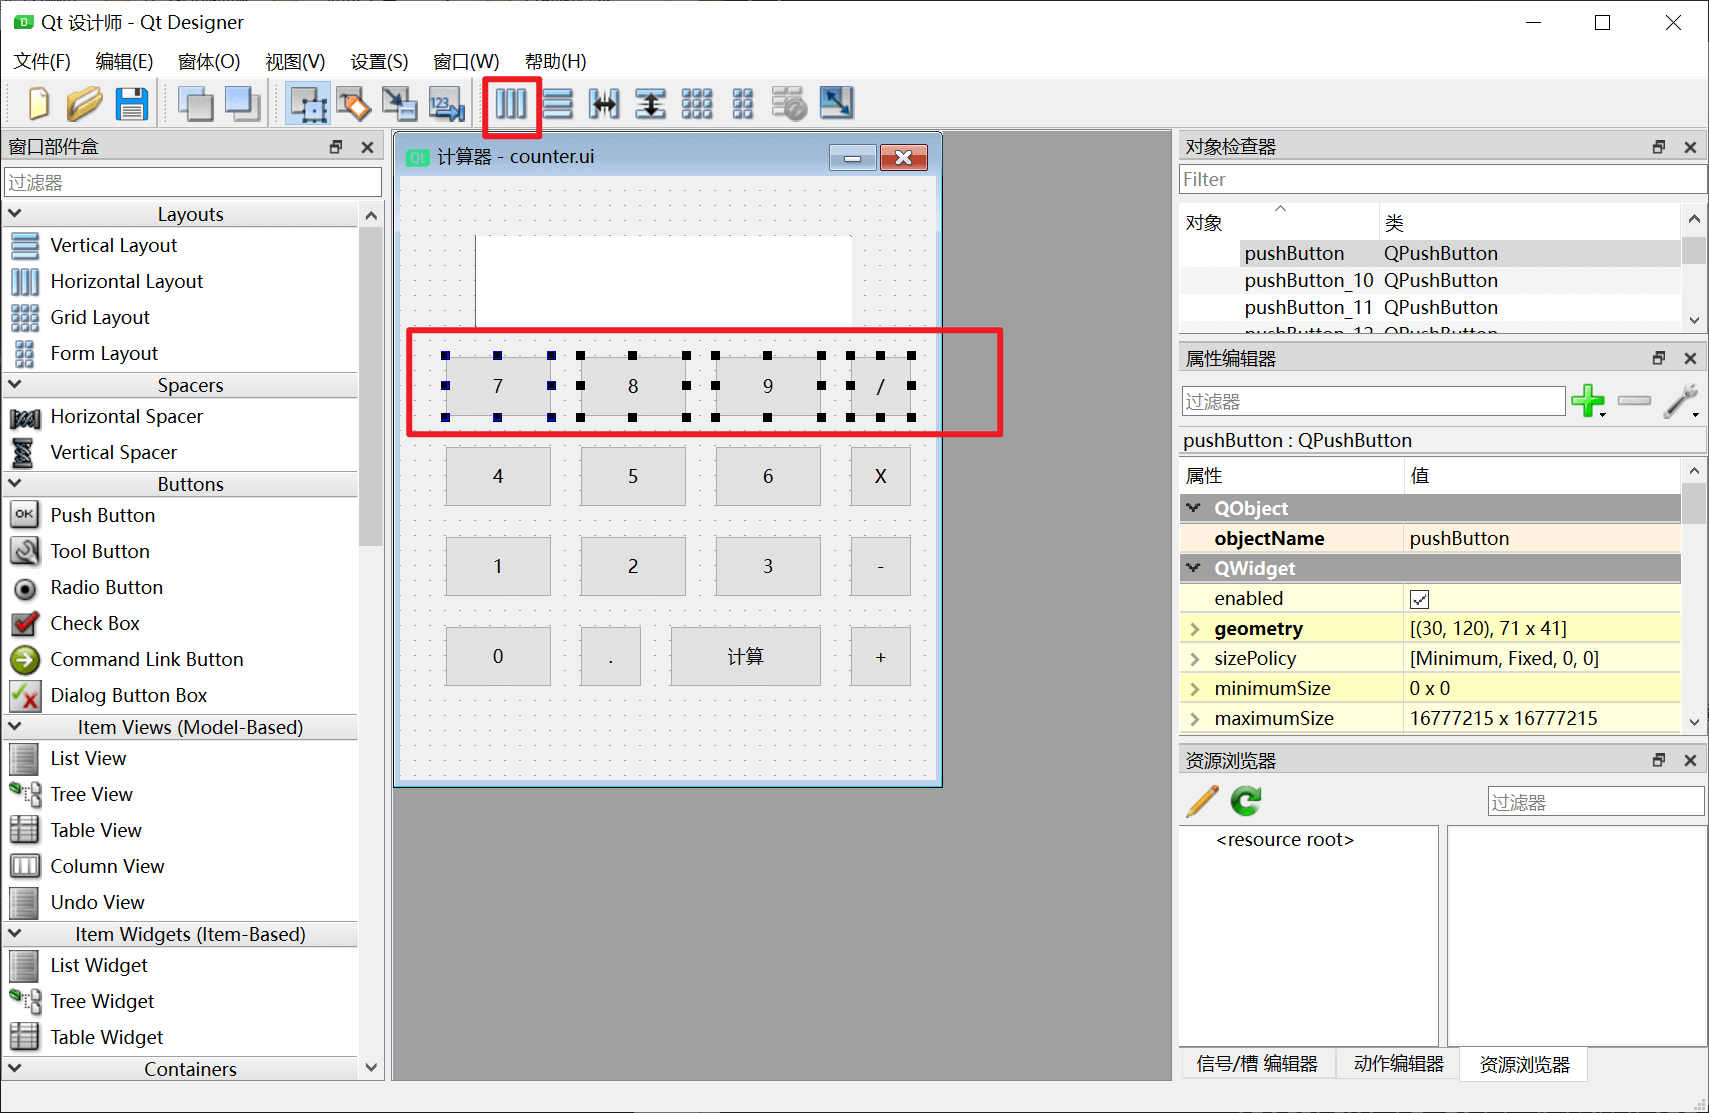 Qt 设计师 - Qt Designer
文件(F) 编辑(E) 窗体(O) 视图(V) 设置(S) 窗口(W) 帮助(H)
123
窗口部件盒
过滤器
Layouts
Vertical Layout
Horizontal Layout
Grid Layout
Form Layout
Spacers
Horizontal Spacer
Vertical Spacer
Buttons
OK Push Button
Tool Button
Radio Button
Check Box
Command Link Button
Dialog Button Box
Item Views (Model-Based)
List View
Tree View
Table View
Column View
Undo View
Item Widgets (Item-Based)
List Widget
Tree Widget
Table Widget
Containers
Qt 计算器 - counter.ui
7 8 9 /
4 5 6 X
1 2 3 -
0 . 计算 +
对象检查器
Filter
对象 类
pushButton QPushButton
pushButton_10 QPushButton
pushButton_11 QPushButton
pushButton_12 QPushButton
属性编辑器
过滤器
pushButton : QPushButton
属性 值
QObject
objectName pushButton
QWidget
enabled
geometry [(30, 120), 71 x 41]
sizePolicy [Minimum, Fixed, 0, 0]
minimumSize 0 x 0
maximumSize 16777215 x 16777215
资源浏览器
过滤器
<resource root>
信号/槽 编辑器 动作编辑器 资源浏览器